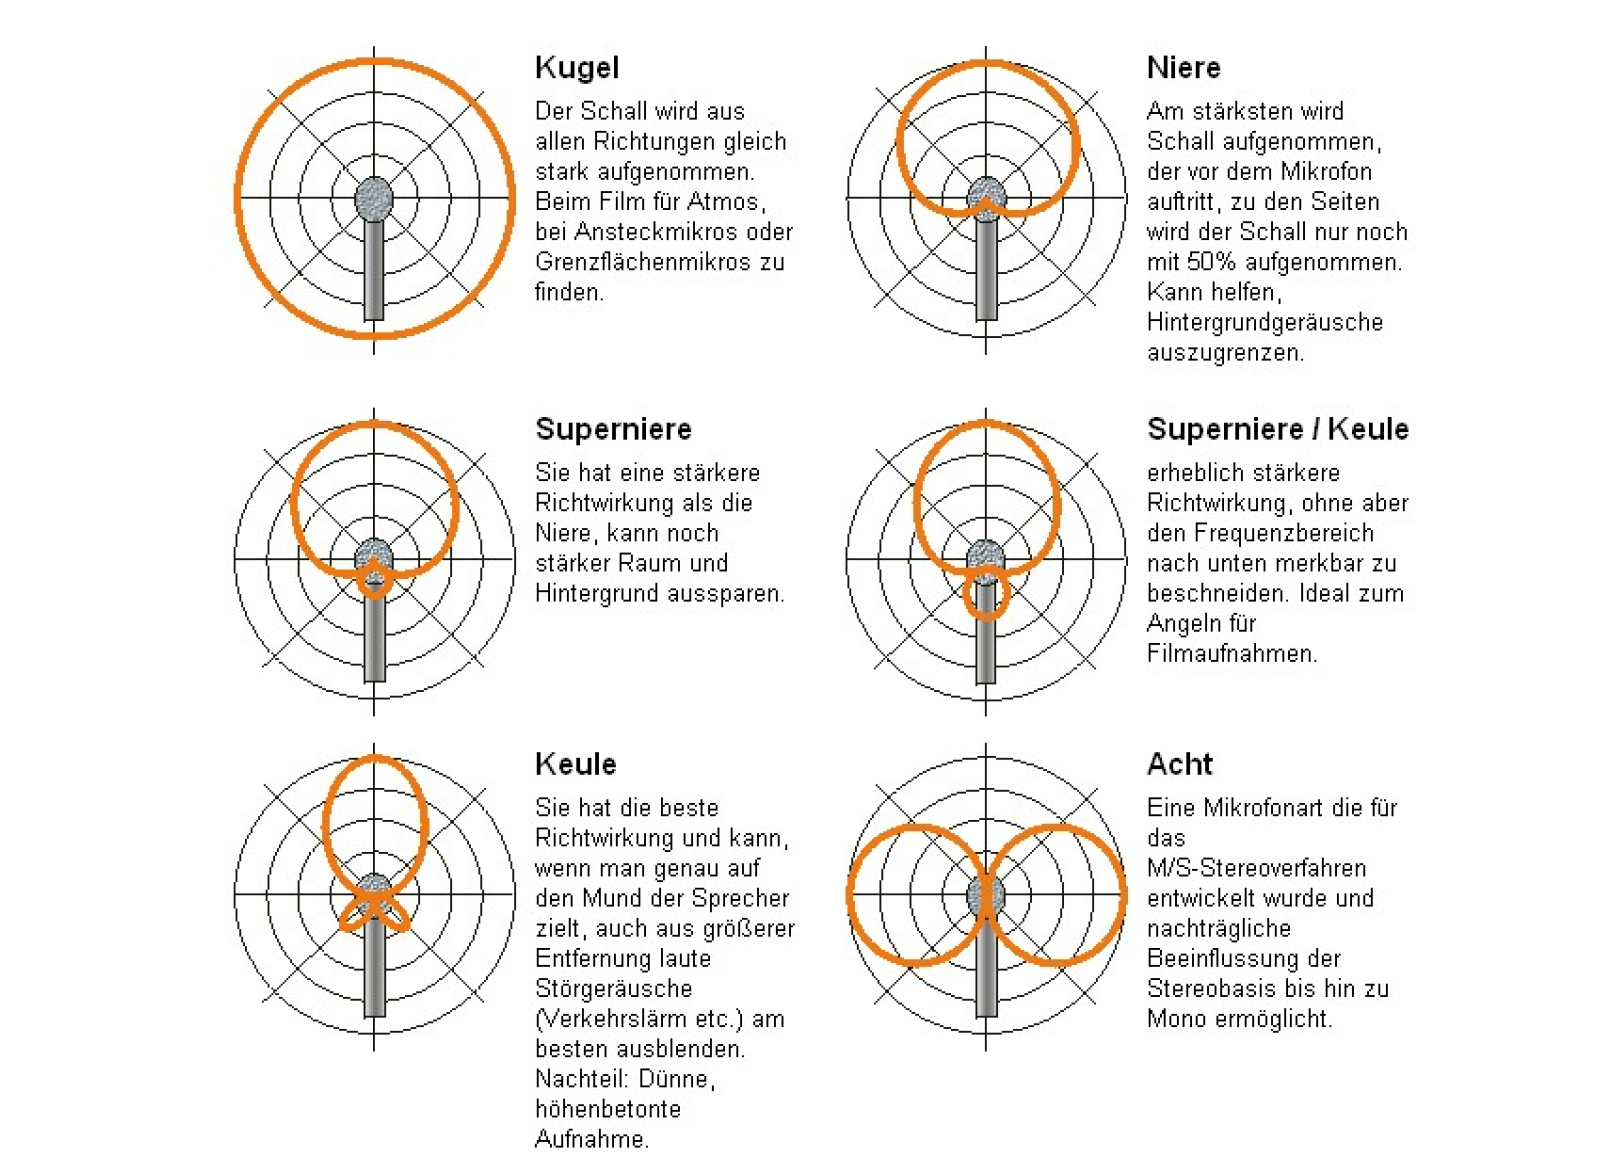 Kugel
Der Schall wird aus
allen Richtungen gleich
stark aufgenommen.
Beim Film für Atmos,
bei Ansteckmikros oder
Grenzflächenmikros zu
finden.
Niere
Am stärksten wird
Schall aufgenommen,
der vor dem Mikrofon
auftritt, zu den Seiten
wird der Schall nur noch
mit 50% aufgenommen.
Kann helfen,
Hintergrundgeräusche
auszugrenzen.
Superniere
Sie hat eine stärkere
Richtwirkung als die
Niere, kann noch
stärker Raum und
Hintergrund aussparen.
Superniere / Keule
erheblich stärkere
Richtwirkung, ohne aber
den Frequenzbereich
nach unten merkbar zu
beschneiden. Ideal zum
Angeln für
Filmaufnahmen.
Keule
Sie hat die beste
Richtwirkung und kann,
wenn man genau auf
den Mund der Sprecher
zielt, auch aus größerer
Entfernung laute
Störgeräusche
(Verkehrslärm etc.) am
besten ausblenden.
Nachteil: Dünne,
höhenbetonte
Aufnahme.
Acht
Eine Mikrofonart die für
das
M/S-Stereoverfahren
entwickelt wurde und
nachträgliche
Beeinflussung der
Stereobasis bis hin zu
Mono ermöglicht.